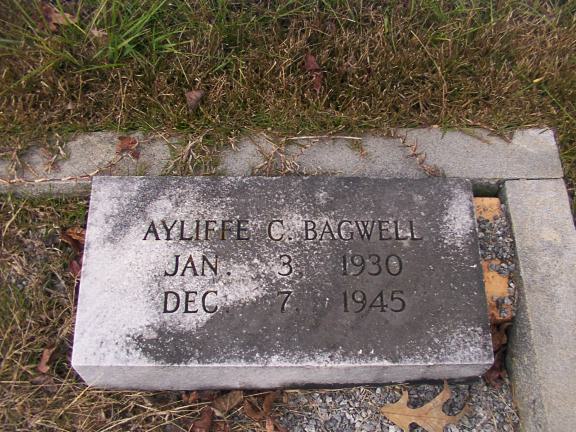 AYLIFFE C. BAGWELL
JAN. 3. 1930
DEC. 7. 1945